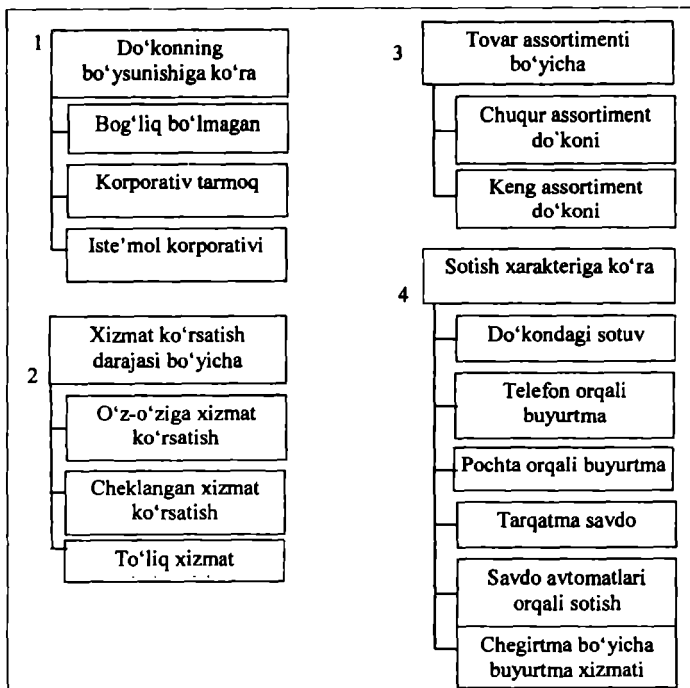 1
Do‘konning
bo‘ysunishiga ko‘ra
Bog‘liq bo‘lmagan
Korporativ tarmoq
Iste’mol korporativi
2
Xizmat ko‘rsatish
darajasi bo‘yicha
O‘z-o‘ziga xizmat
ko‘rsatish
Cheklangan xizmat
ko‘rsatish
To‘liq xizmat
3
Tovar assortimenti
bo‘yicha
Chuqur assortiment
do‘koni
Keng assortiment
do‘koni
4
Sotish xarakteriga ko‘ra
Do‘kondagi sotuv
Telefon orqali
buyurtma
Pochta orqali buyurtma
Tarqatma savdo
Savdo avtomatlari
orqali sotish
Chegirtma bo‘yicha
buyurtma xizmati